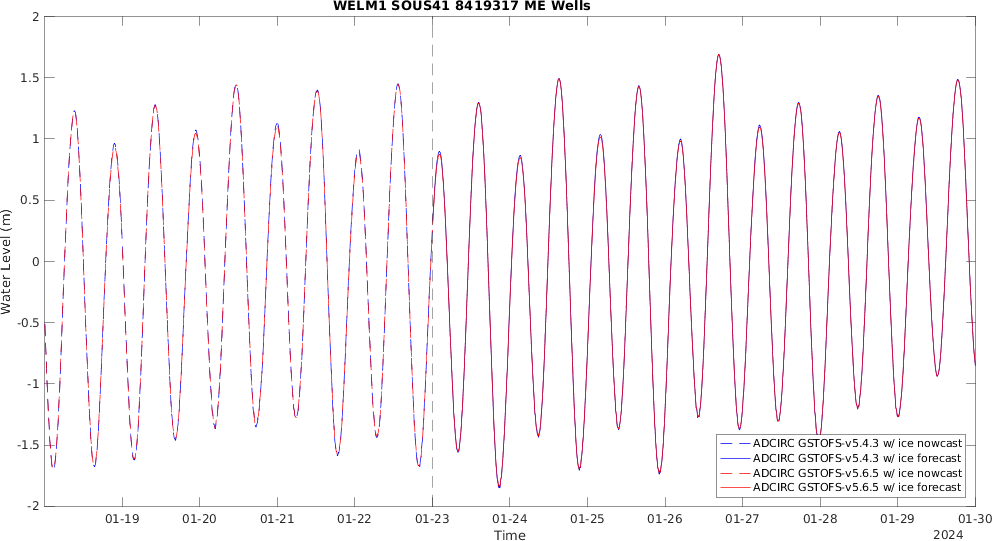 WELM1 SOUS41 8419317 ME Wells
2
1.5
1
0.5
0
-0.5
-1
-1.5
-2
Water Level (m)
01-19 01-20 01-21 01-22 01-23 01-24 01-25 01-26 01-27 01-28 01-29 01-30
Time
2024
ADCIRC GSTOFS-v5.4.3 w/ ice nowcast
ADCIRC GSTOFS-v5.4.3 w/ ice forecast
ADCIRC GSTOFS-v5.6.5 w/ ice nowcast
ADCIRC GSTOFS-v5.6.5 w/ ice forecast